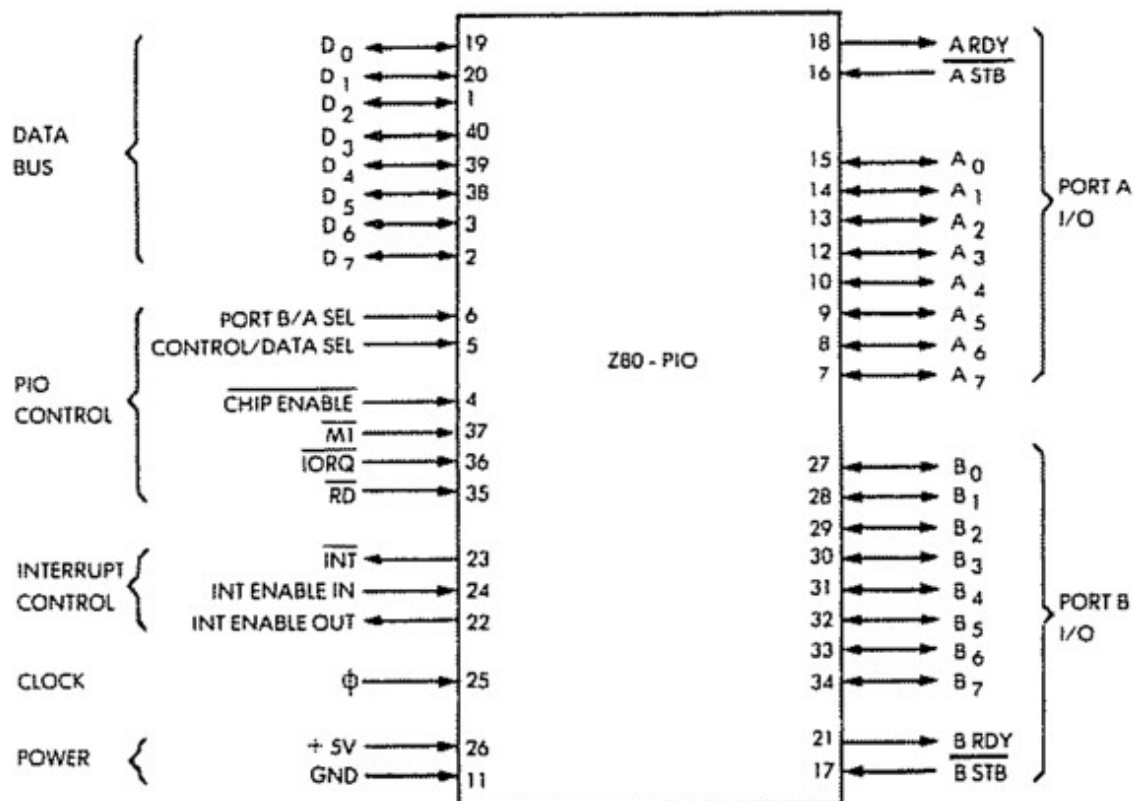 DATA
BUS
D0 19
D1 20
D2 1
D3 40
D4 39
D5 38
D6 3
D7 2
PIO
CONTROL
PORT B/A SEL 6
CONTROL/DATA SEL 5
CHIP ENABLE 4
M1 37
IORQ 36
RD 35
INTERRUPT
CONTROL
INT 23
INT ENABLE IN 24
INT ENABLE OUT 22
CLOCK
Φ 25
POWER
+ 5V 26
GND 11
Z80 - PIO
18 A RDY
16 A STB
15 A0
14 A1
13 A2
12 A3
10 A4
9 A5
8 A6
7 A7
PORT A
I/O
27 B0
28 B1
29 B2
30 B3
31 B4
32 B5
33 B6
34 B7
21 B RDY
17 B STB
PORT B
I/O